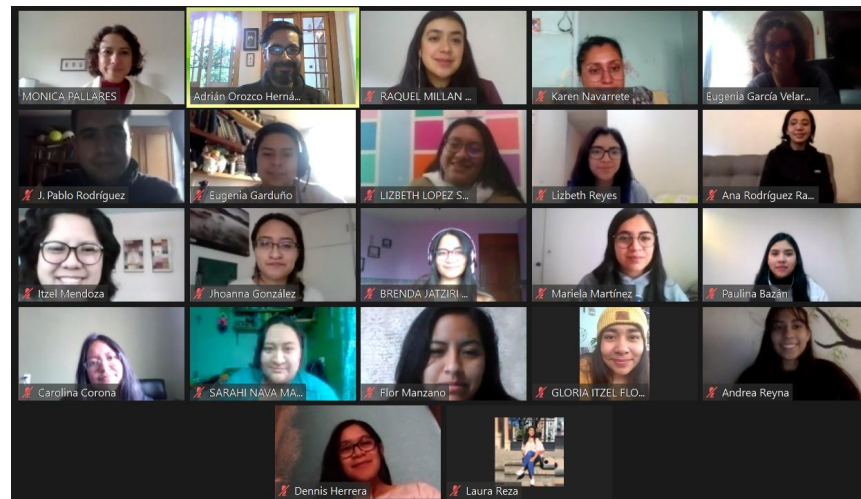 MONICA PALLARES
Adrián Orozco Herná...
RAQUEL MILLAN ...
Karen Navarrete
Eugenia García Velar...
J. Pablo Rodríguez
Eugenia Garduño
LIZBETH LOPEZ S...
Lizbeth Reyes
Ana Rodríguez Ra...
Itzel Mendoza
Jhoanna González
BRENDA JATZIRI ...
Mariela Martínez
Paulina Bazán
Carolina Corona
SARAHI NAVA MA...
Flor Manzano
GLORIA ITZEL FLO...
Andrea Reyna
Dennis Herrera
Laura Reza